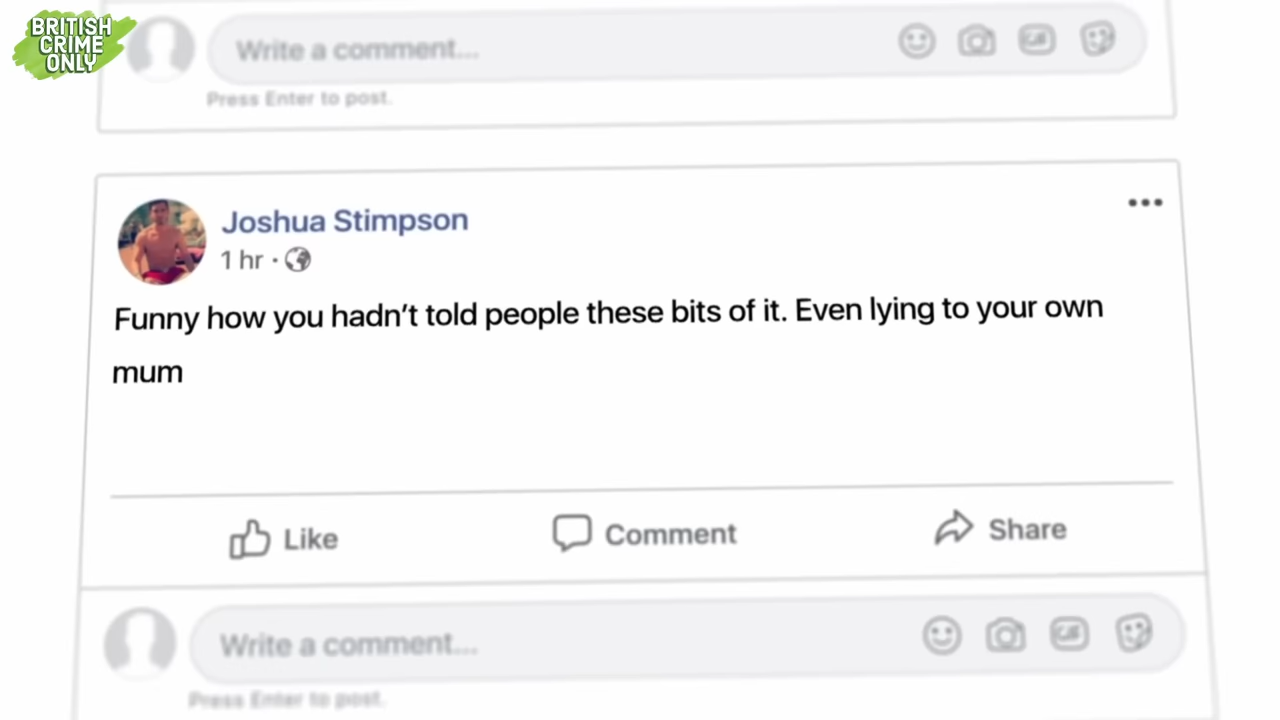 BRITISH
CRIME
ONLY
Write a comment...
Press Enter to post.
Joshua Stimpson
1 hr ·
Funny how you hadn't told people these bits of it. Even lying to your own
mum
Like Comment Share
Write a comment...
GIF
Press Enter to post.